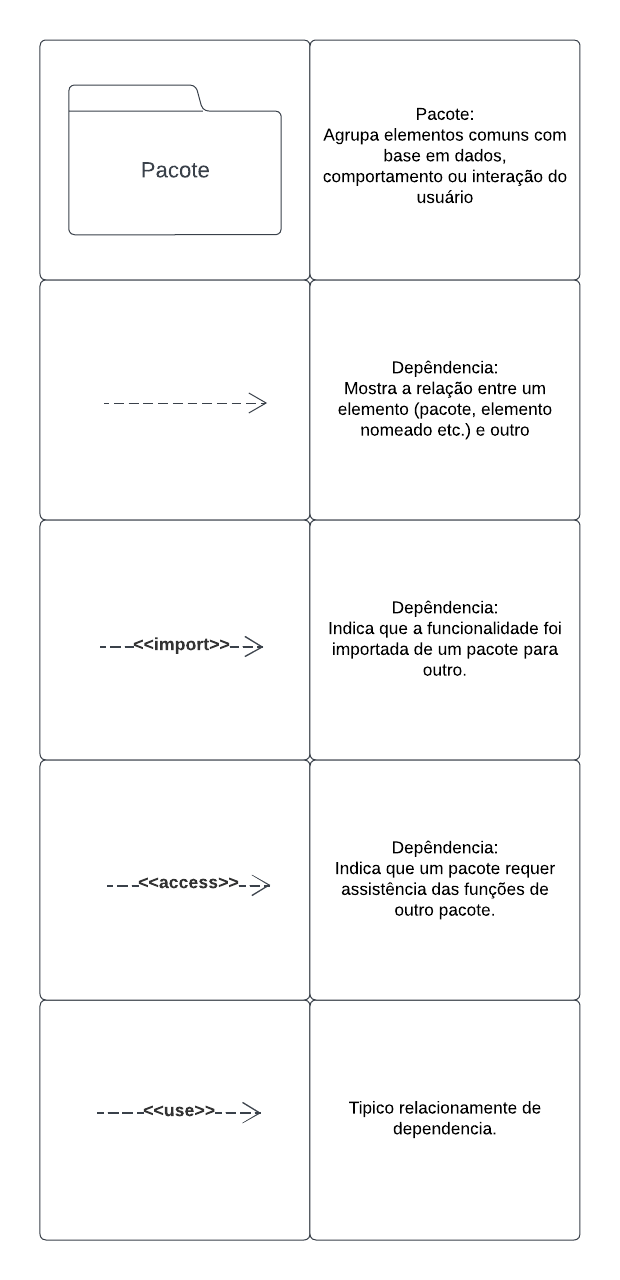 Pacote
Pacote:
Agrupa elementos comuns com
base em dados,
comportamento ou interação do
usuário
Depêndencia:
Mostra a relação entre um
elemento (pacote, elemento
nomeado etc.) e outro
<<import>>
Depêndencia:
Indica que a funcionalidade foi
importada de um pacote para
outro.
<<access>>
Depêndencia:
Indica que um pacote requer
assistência das funções de
outro pacote.
<<use>>
Tipico relacionamente de
dependencia.